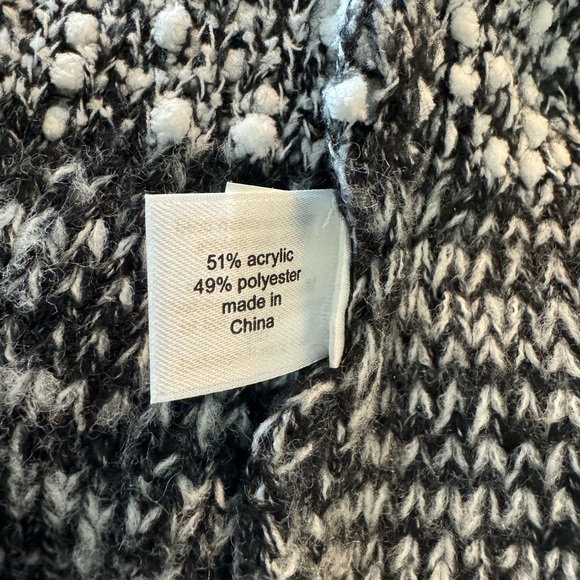 51% acrylic
49% polyester
made in
China